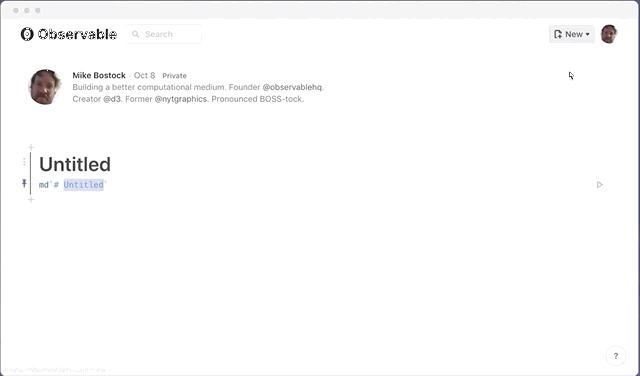 Observable
Search
New
Mike Bostock · Oct 8 Private
Building a better computational medium. Founder @observablehq.
Creator @d3. Former @nytgraphics. Pronounced BOSS-tock.
Untitled
md`# Untitled`
?